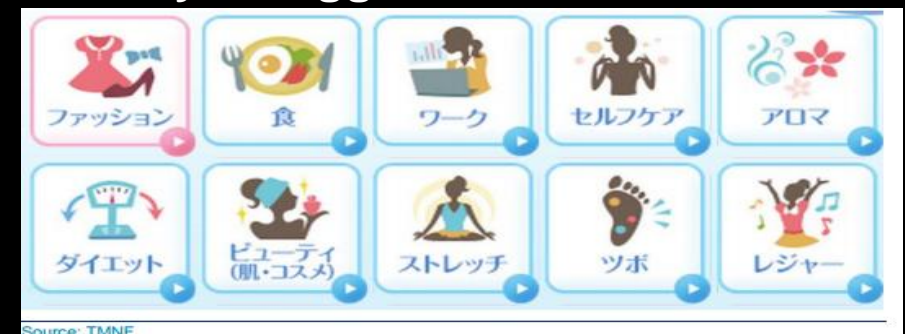 ファッション
食
ワーク
セルフケア
アロマ
ダイエット
ビューティ
(肌・コスメ)
ストレッチ
ツボ
レジャー
Source: TMNF